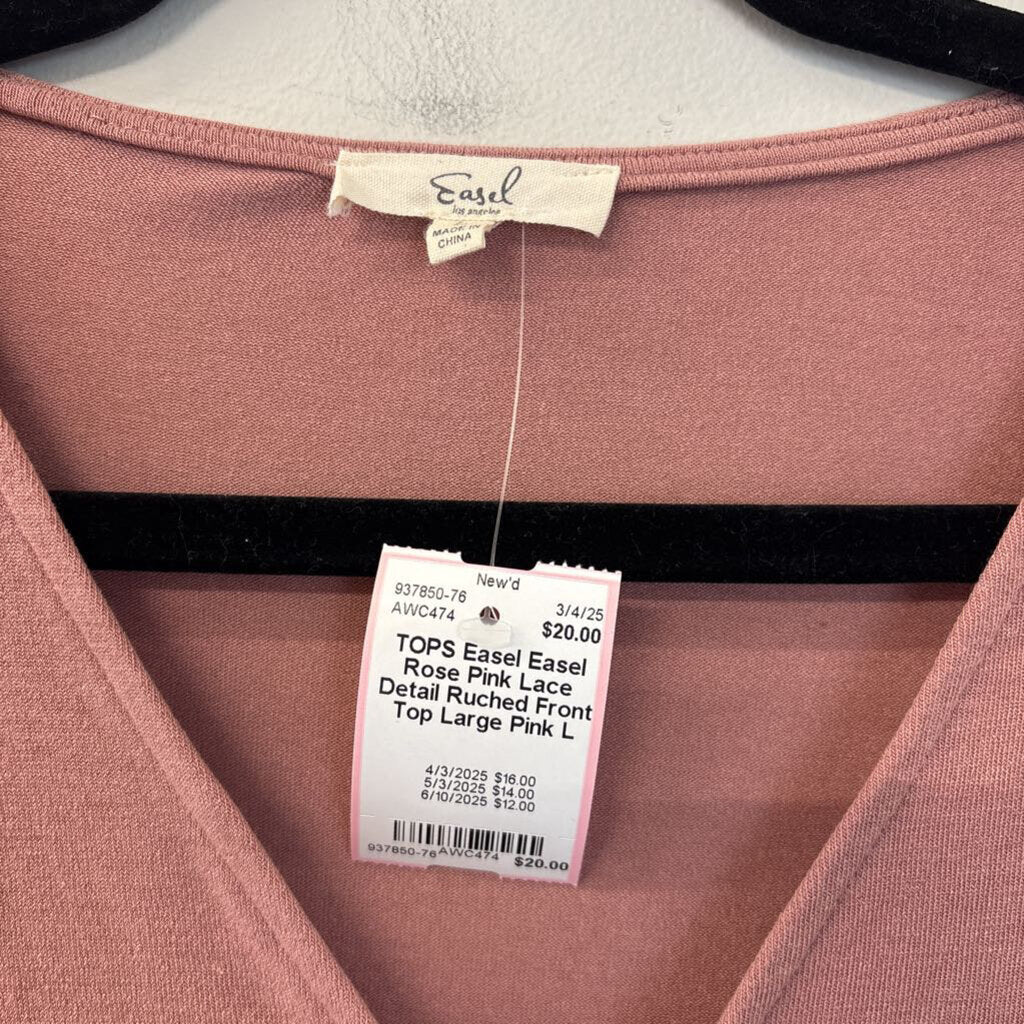 Easel
los angeles
MADE IN
CHINA
New'd
937850-76
AWC474
3/4/25
$20.00
TOPS Easel Easel
Rose Pink Lace
Detail Ruched Front
Top Large Pink L
4/3/2025 $16.00
5/3/2025 $14.00
6/10/2025 $12.00
937850-76 AWC474 $20.00